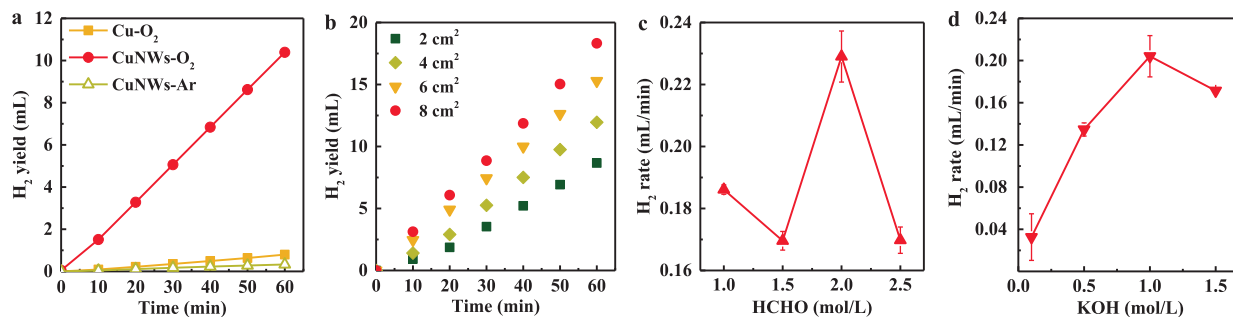 a
12
10
8
6
4
2
0
H₂ yield (mL)
Cu–O₂
CuNWs-O₂
CuNWs-Ar
0 10 20 30 40 50 60
Time (min)
b
20
15
10
5
0
H₂ yield (mL)
2 cm²
4 cm²
6 cm²
8 cm²
10 20 30 40 50 60
Time (min)
c
0.24
0.22
0.20
0.18
0.16
H₂ rate (mL/min)
1.0 1.5 2.0 2.5
HCHO (mol/L)
d
0.24
0.20
0.16
0.12
0.08
0.04
H₂ rate (mL/min)
0.0 0.5 1.0 1.5
KOH (mol/L)